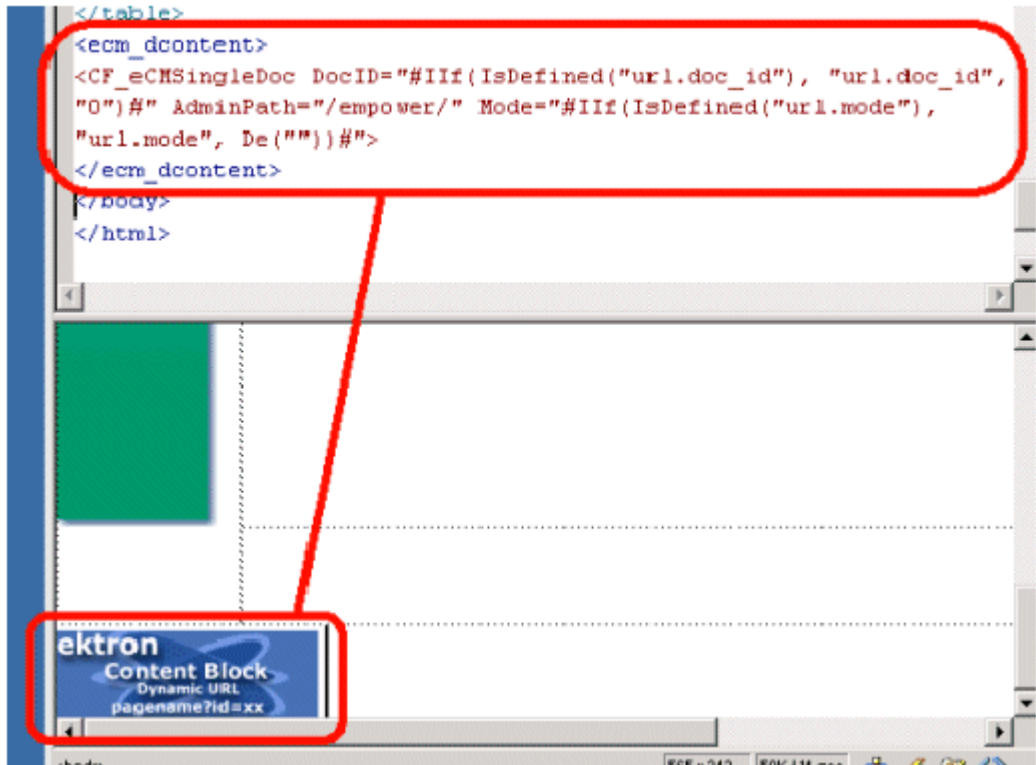 </table>
<ecm_dcontent>
<CF_eCMSingleDoc DocID="#IIf(IsDefined("url.doc_id"), "url.doc_id",
"0")#" AdminPath="/empower/" Mode="#IIf(IsDefined("url.mode"),
"url.mode", De(""))#">
</ecm_dcontent>
</body>
</html>
ektron
Content Block
Dynamic URL
pagename?id=xx